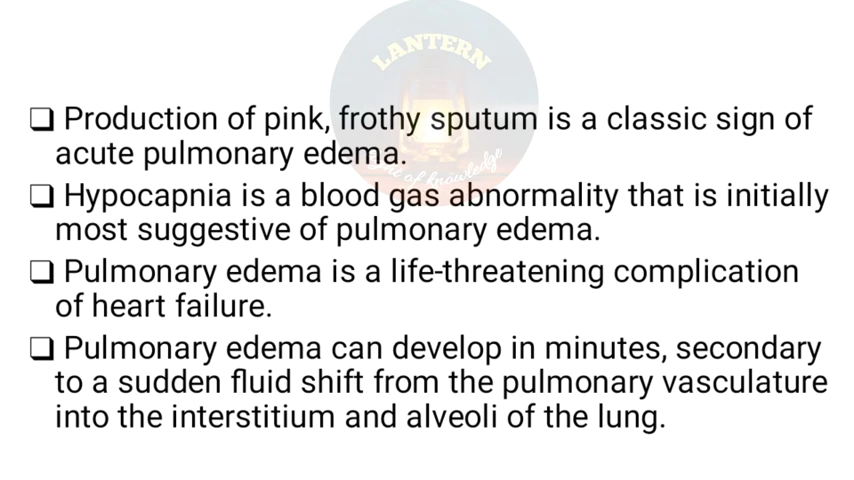 LANTERN
❑ Production of pink, frothy sputum is a classic sign of
acute pulmonary edema.
of knowledge
❑ Hypocapnia is a blood gas abnormality that is initially
most suggestive of pulmonary edema.
❑ Pulmonary edema is a life-threatening complication
of heart failure.
❑ Pulmonary edema can develop in minutes, secondary
to a sudden fluid shift from the pulmonary vasculature
into the interstitium and alveoli of the lung.